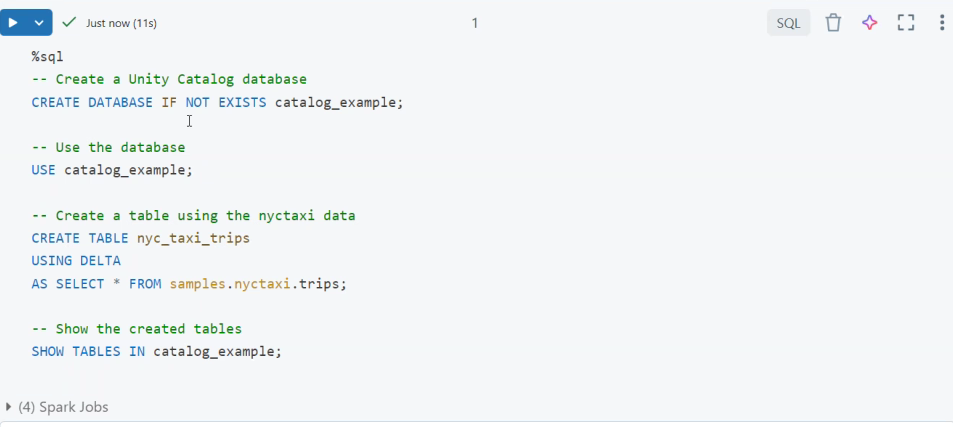 Just now (11s)
1
SQL
%sql
-- Create a Unity Catalog database
CREATE DATABASE IF NOT EXISTS catalog_example;
-- Use the database
USE catalog_example;
-- Create a table using the nyctaxi data
CREATE TABLE nyc_taxi_trips
USING DELTA
AS SELECT * FROM samples.nyctaxi.trips;
-- Show the created tables
SHOW TABLES IN catalog_example;
(4) Spark Jobs